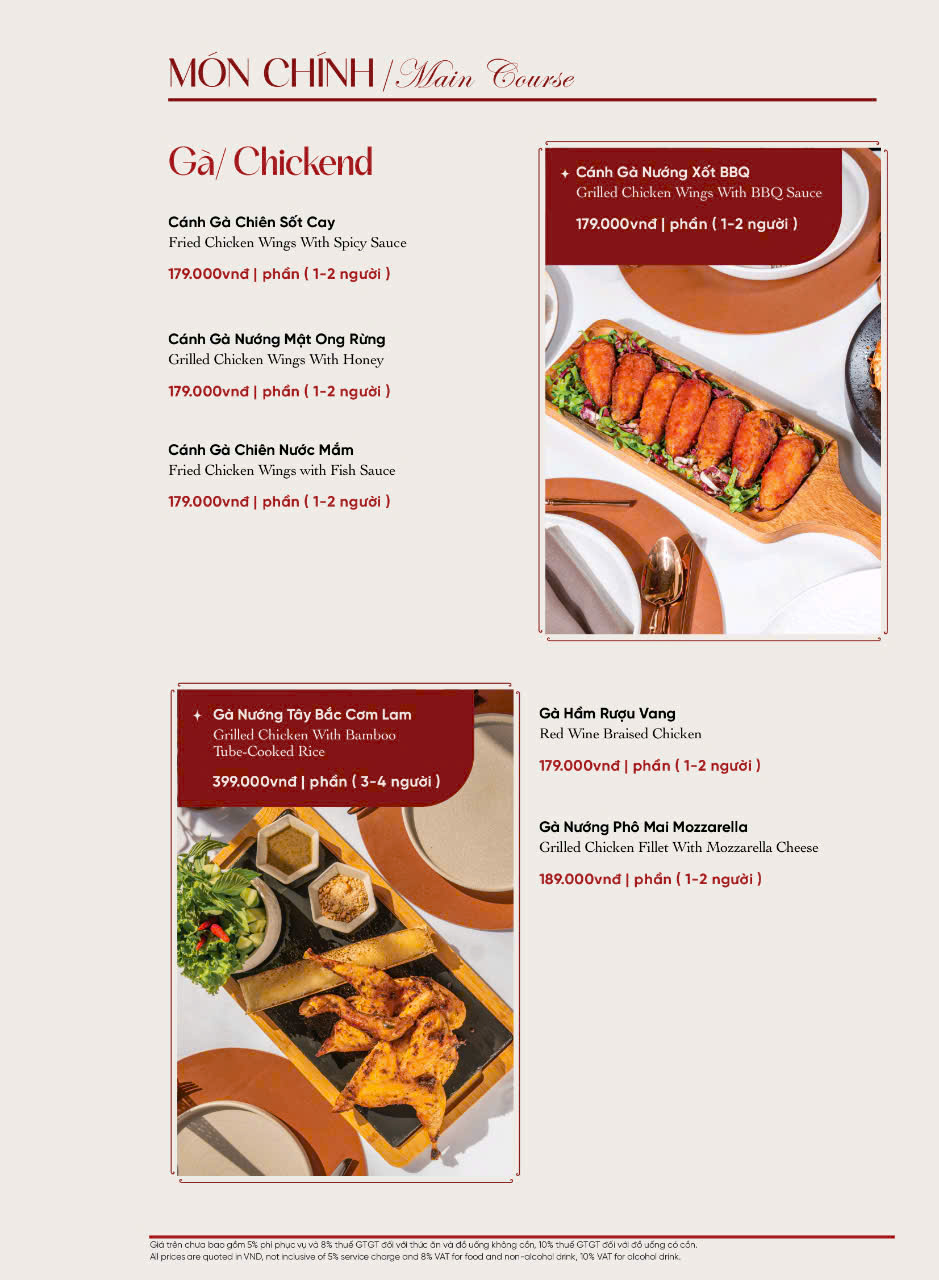 MÓN CHÍNH / Main Course
Gà/ Chickend
Cánh Gà Chiên Sốt Cay
Fried Chicken Wings With Spicy Sauce
179.000vnđ | phần ( 1-2 người )
Cánh Gà Nướng Mật Ong Rừng
Grilled Chicken Wings With Honey
179.000vnđ | phần ( 1-2 người )
Cánh Gà Chiên Nước Mắm
Fried Chicken Wings with Fish Sauce
179.000vnđ | phần ( 1-2 người )
Cánh Gà Nướng Xốt BBQ
Grilled Chicken Wings With BBQ Sauce
179.000vnđ | phần ( 1-2 người )
Gà Nướng Tây Bắc Cơm Lam
Grilled Chicken With Bamboo
Tube-Cooked Rice
399.000vnđ | phần ( 3-4 người )
Gà Hầm Rượu Vang
Red Wine Braised Chicken
179.000vnđ | phần ( 1-2 người )
Gà Nướng Phô Mai Mozzarella
Grilled Chicken Fillet With Mozzarella Cheese
189.000vnđ | phần ( 1-2 người )
Giá trên chưa bao gồm 5% phí phục vụ và 8% thuế GTGT đối với thức ăn và đồ uống không cồn, 10% thuế GTGT đối với đồ uống có cồn.
All prices are quoted in VND, not inclusive of 5% service charge and 8% VAT for food and non-alcohol drink, 10% VAT for alcohol drink.